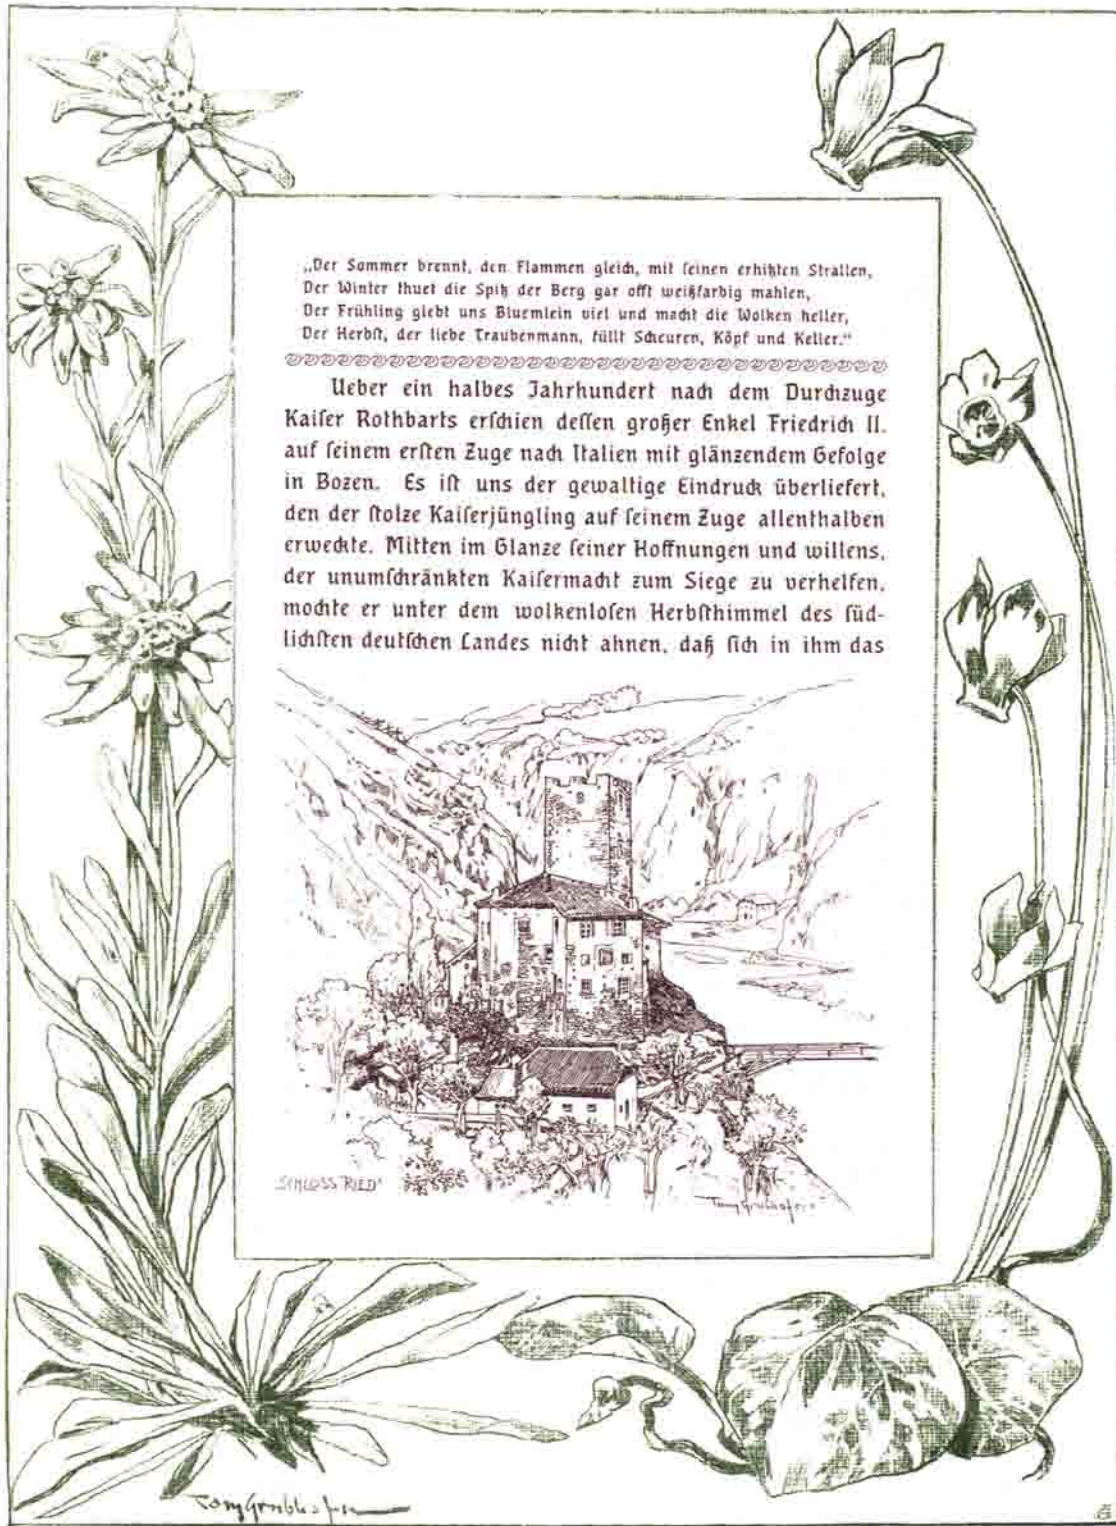 „Der Sommer brennt, den Flammen gleich, mit ſeinen erhitzten Strallen,
Der Winter thuet die Spitz der Berg gar offt weißfarbig mahlen,
Der Frühling giebt uns Bluemlein viel und macht die Wolken heller,
Der Herbſt, der liebe Traubenmann, füllt Scheuren, Köpf und Keller.“
Ueber ein halbes Jahrhundert nach dem Durchzuge
Kaiſer Rothbarts erſchien deſſen großer Enkel Friedrich II.
auf ſeinem erſten Zuge nach Italien mit glänzendem Gefolge
in Bozen. Es iſt uns der gewaltige Eindruck überliefert,
den der ſtolze Kaiſerjüngling auf ſeinem Zuge allenthalben
erweckte. Mitten im Glanze ſeiner Hoffnungen und willens,
der unumſchränkten Kaiſermacht zum Siege zu verhelfen,
mochte er unter dem wolkenloſen Herbſthimmel des ſüd-
lichſten deutſchen Landes nicht ahnen, daß ſich in ihm das
„SCHLOSS RIED“
Tony Grubhofer
Tony Grubhofer